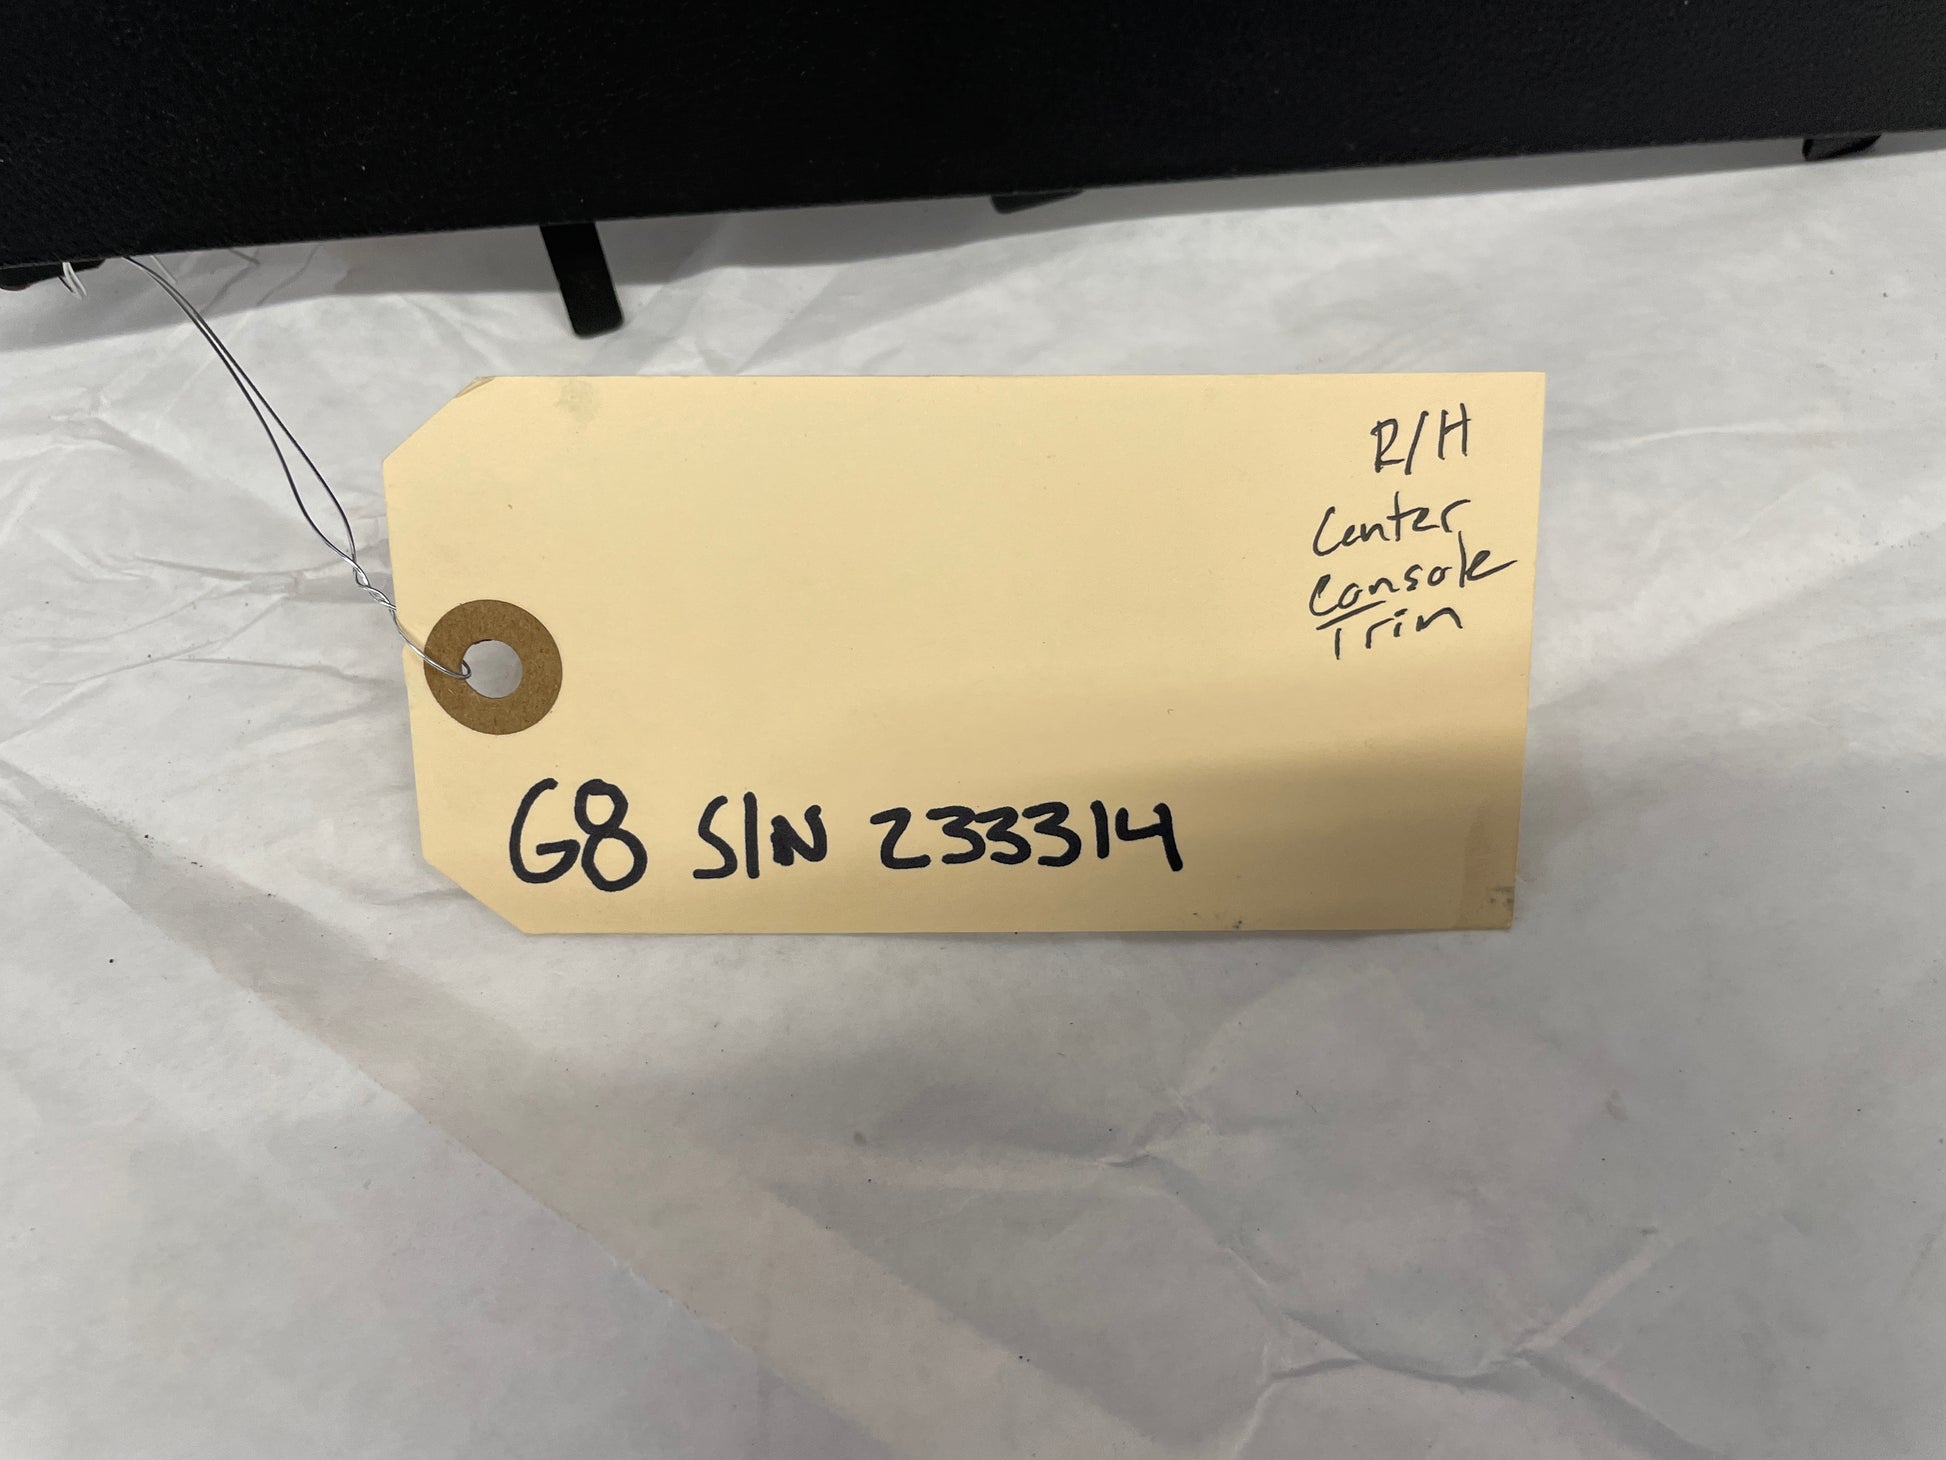 R/H
Center
Console
Trim
G8 S/N 233314